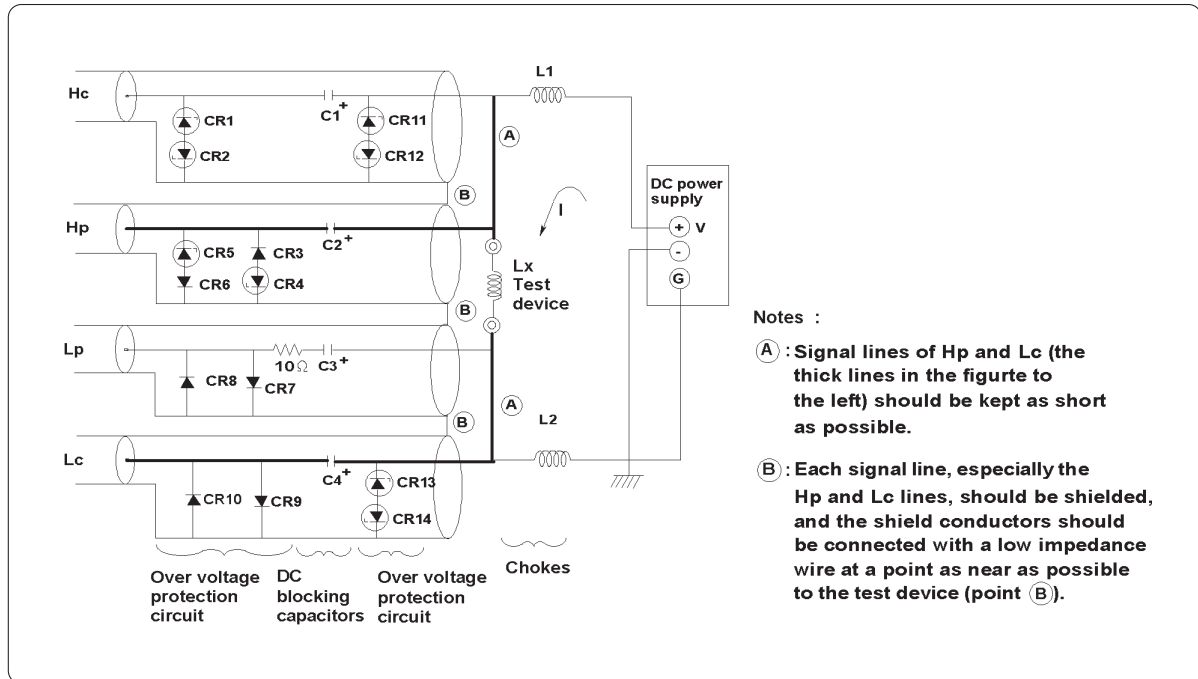 L1
Hc
C1 +
CR1
CR11
A
CR2
CR12
B
DC power
supply
+ V
-
G
Hp
I
C2 +
CR5
CR3
CR6
CR4
Lx
Test
device
B
Lp
10Ω
C3 +
CR8
CR7
A
B
L2
Lc
C4 +
CR13
CR10
CR9
CR14
Over voltage
protection
circuit
DC
blocking
capacitors
Over voltage
protection
circuit
Chokes
Notes :
A : Signal lines of Hp and Lc (the
thick lines in the figurte to
the left) should be kept as short
as possible.
B : Each signal line, especially the
Hp and Lc lines, should be shielded,
and the shield conductors should
be connected with a low impedance
wire at a point as near as possible
to the test device (point B).